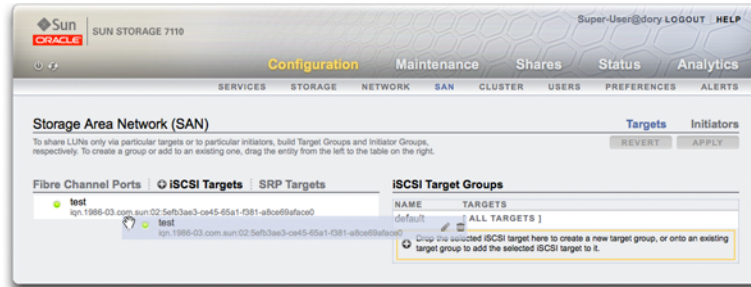 Sun
ORACLE
SUN STORAGE 7110
Super-User@dory LOGOUT HELP
Configuration Maintenance Shares Status Analytics
SERVICES STORAGE NETWORK SAN CLUSTER USERS PREFERENCES ALERTS
Storage Area Network (SAN)
Targets Initiators
To share LUNs only via particular targets or to particular initiators, build Target Groups and Initiator Groups,
respectively. To create a group or add to an existing one, drag the entity from the left to the table on the right.
REVERT APPLY
Fibre Channel Ports iSCSI Targets SRP Targets
iSCSI Target Groups
test
iqn.1986-03.com.sun:02:5efb3ae3-ce45-65a1-f381-a8ce69aface0
NAME TARGETS
default [ ALL TARGETS ]
test
iqn.1986-03.com.sun:02:5efb3ae3-ce45-65a1-f381-a8ce69aface0
Drop the selected iSCSI target here to create a new target group, or onto an existing
target group to add the selected iSCSI target to it.